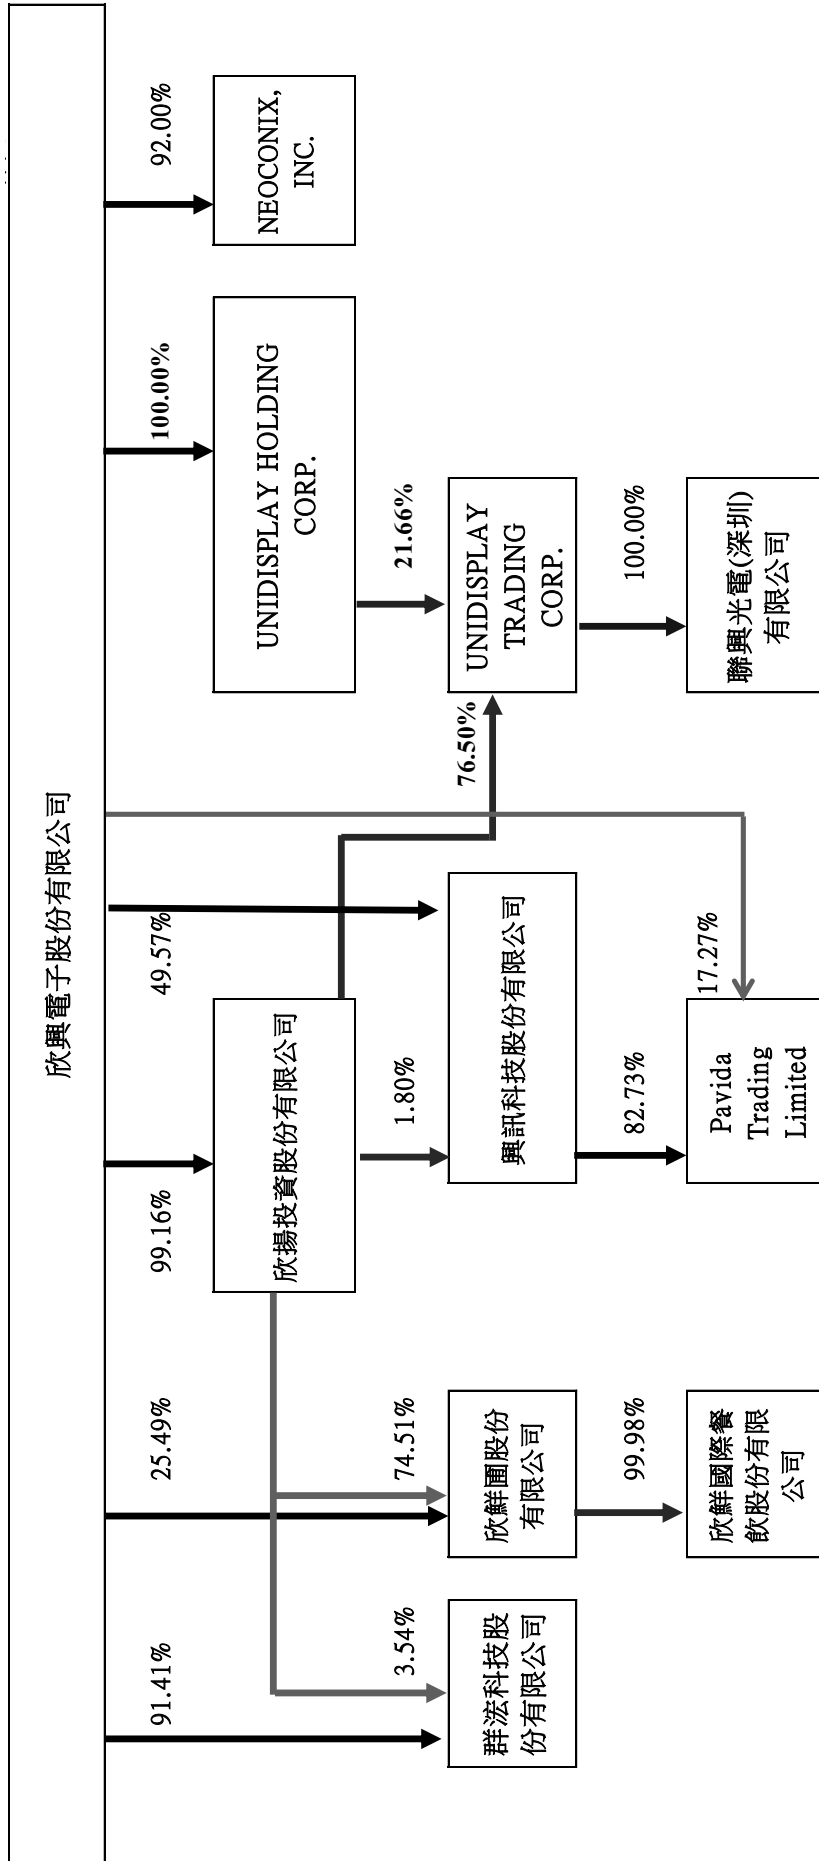 欣興電子股份有限公司
91.41%
25.49%
99.16%
49.57%
100.00%
92.00%
欣揚投資股份有限公司
UNIDISPLAY HOLDING
CORP.
NEOCONIX,
INC.
3.54%
74.51%
1.80%
76.50%
21.66%
群浤科技股
份有限公司
欣鮮圃股份
有限公司
興訊科技股份有限公司
UNIDISPLAY
TRADING
CORP.
99.98%
82.73%
17.27%
100.00%
欣鮮國際餐
飲股份有限
公司
Pavida
Trading
Limited
聯興光電(深圳)
有限公司